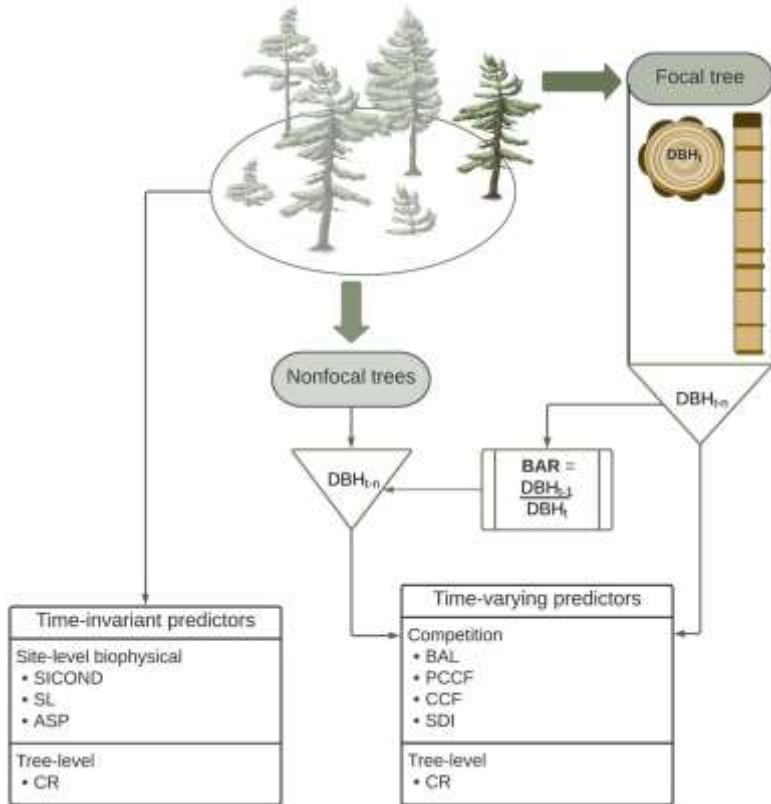 Focal tree
DBHₜ
Nonfocal trees
DBHₜ₋ₙ
DBHₜ₋ₙ
BAR =
DBHₜ₋₁
DBHₜ
Time-invariant predictors
Site-level biophysical
• SICOND
• SL
• ASP
Tree-level
• CR
Time-varying predictors
Competition
• BAL
• PCCF
• CCF
• SDI
Tree-level
• CR